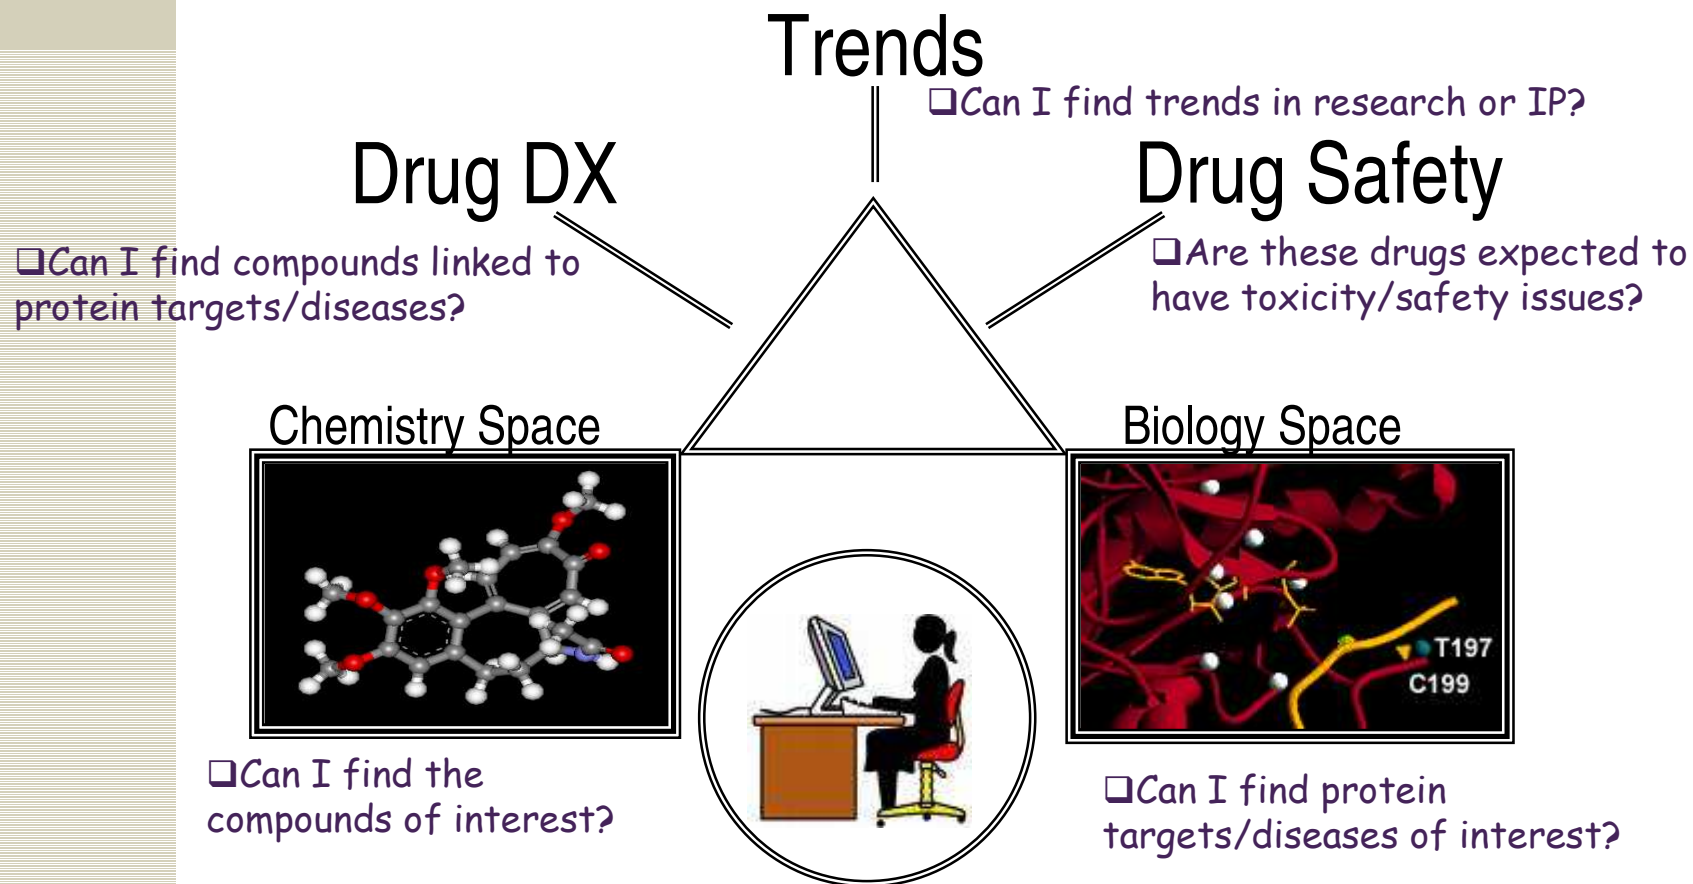 Trends
❑Can I find trends in research or IP?
Drug DX
❑Can I find compounds linked to
protein targets/diseases?
Drug Safety
❑Are these drugs expected to
have toxicity/safety issues?
Chemistry Space
❑Can I find the
compounds of interest?
Biology Space
T197
C199
❑Can I find protein
targets/diseases of interest?